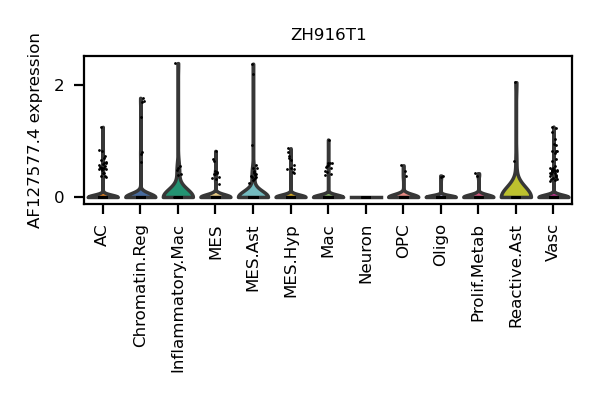 ZH916T1
AF127577.4 expression
2
0
AC
Chromatin.Reg
Inflammatory.Mac
MES
MES.Ast
MES.Hyp
Mac
Neuron
OPC
Oligo
Prolif.Metab
Reactive.Ast
Vasc